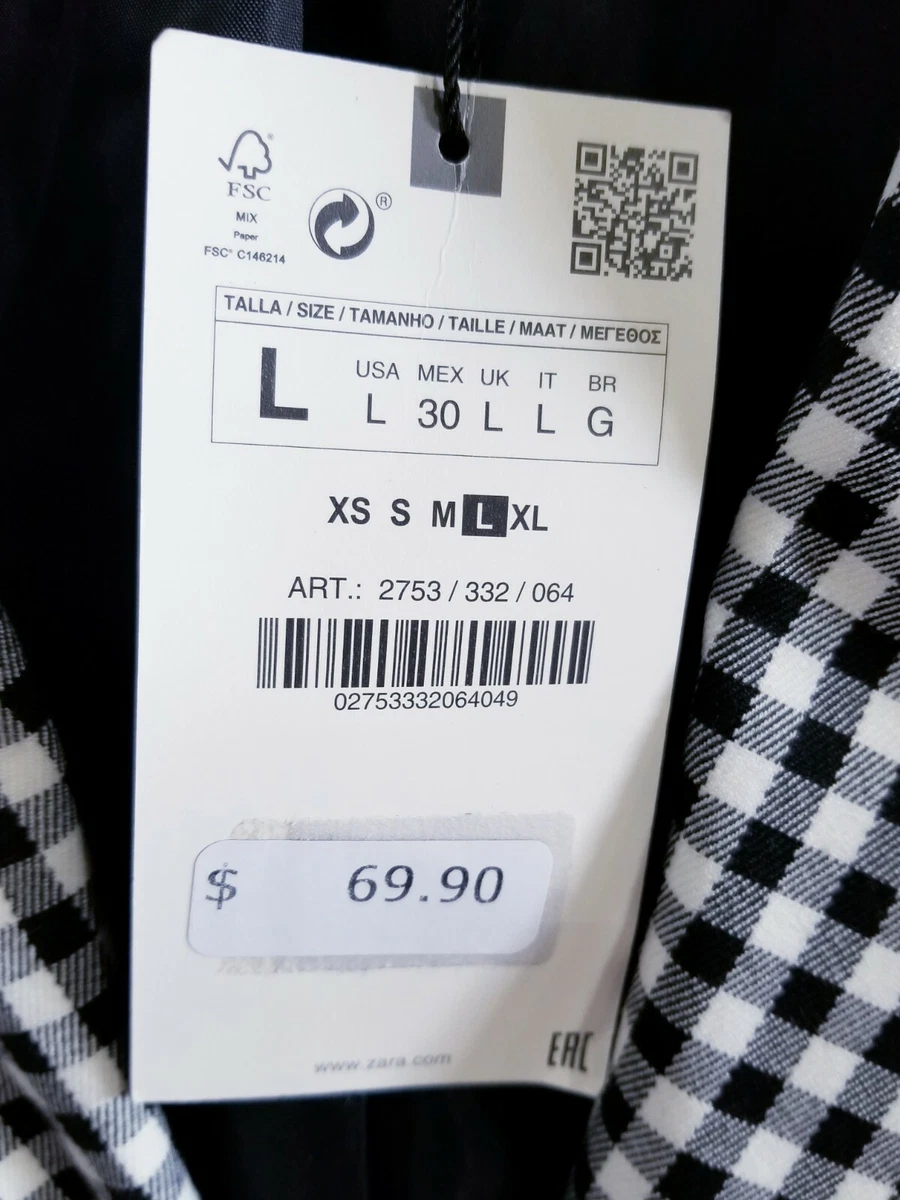 FSC
MIX
Paper
FSC® C146214
®
TALLA / SIZE / TAMANHO / TAILLE / MAAT / ΜΕΓΕΘΟΣ
L
USA MEX UK IT BR
L 30 L L G
XS S M L XL
ART.: 2753 / 332 / 064
02753332064049
$ 69.90
www.zara.com
EAC